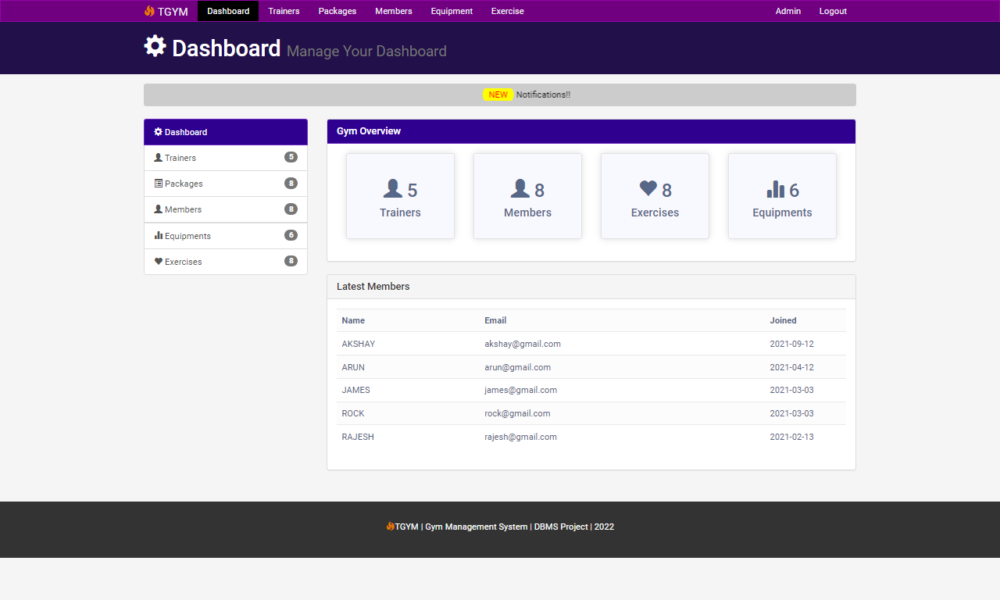 TGYM Dashboard Trainers Packages Members Equipment Exercise Admin Logout
Dashboard Manage Your Dashboard
NEW Notifications!!
Dashboard
Trainers 5
Packages 8
Members 8
Equipments 6
Exercises 8
Gym Overview
5
Trainers
8
Members
8
Exercises
6
Equipments
Latest Members
Name Email Joined
AKSHAY akshay@gmail.com 2021-09-12
ARUN arun@gmail.com 2021-04-12
JAMES james@gmail.com 2021-03-03
ROCK rock@gmail.com 2021-03-03
RAJESH rajesh@gmail.com 2021-02-13
TGYM | Gym Management System | DBMS Project | 2022